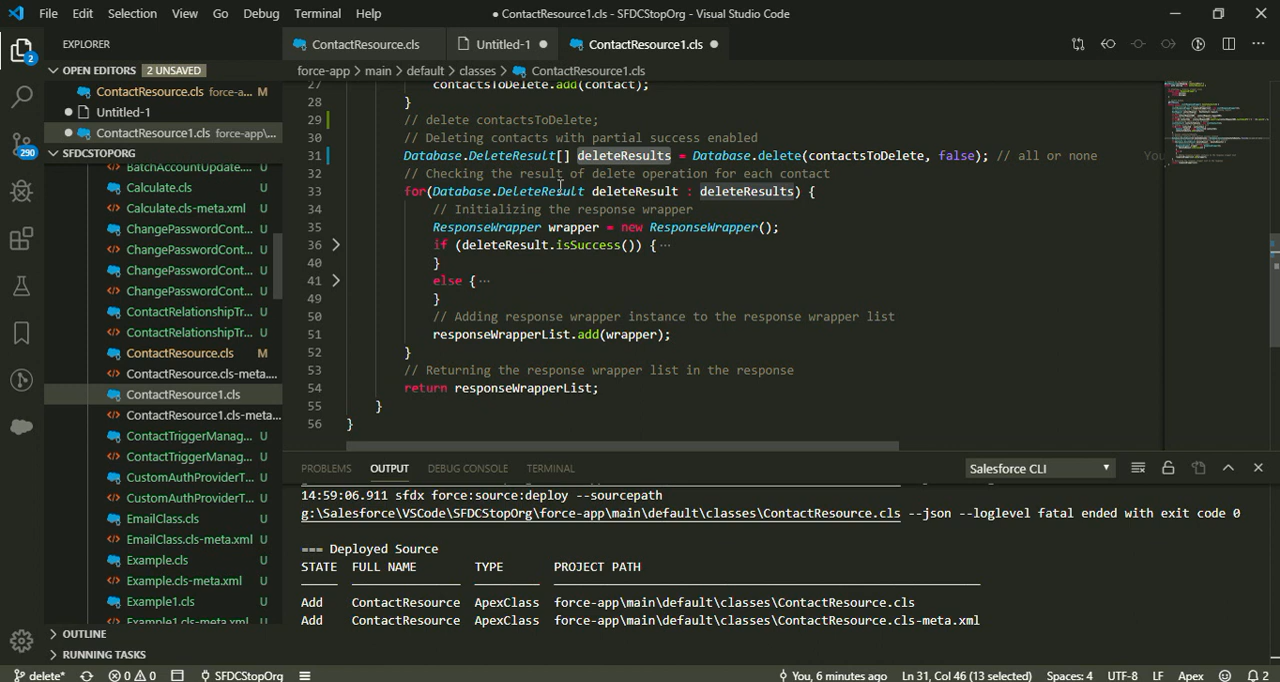 File Edit Selection View Go Debug Terminal Help ● ContactResource1.cls - SFDCStopOrg - Visual Studio Code
EXPLORER
OPEN EDITORS 2 UNSAVED
ContactResource.cls force-a... M
Untitled-1
ContactResource1.cls force-app\...
SFDCSTOPORG
BatchAccountUpdate... U
Calculate.cls U
Calculate.cls-meta.xml U
ChangePasswordCont... U
ChangePasswordCont... U
ChangePasswordCont... U
ChangePasswordCont... U
ContactRelationshipTr... U
ContactRelationshipTr... U
ContactResource.cls M
ContactResource.cls-meta....
ContactResource1.cls
ContactResource1.cls-meta...
ContactTriggerManag... U
ContactTriggerManag... U
CustomAuthProviderT... U
CustomAuthProviderT... U
EmailClass.cls U
EmailClass.cls-meta.xml U
Example.cls U
Example.cls-meta.xml U
Example1.cls U
Example1.cls-meta.xml U
OUTLINE
RUNNING TASKS
2
290
ContactResource.cls Untitled-1 ● ContactResource1.cls ●
force-app > main > default > classes > ContactResource1.cls
27 contactsToDelete.add(contact);
28 }
29 // delete contactsToDelete;
30 // Deleting contacts with partial success enabled
31 Database.DeleteResult[] deleteResults = Database.delete(contactsToDelete, false); // all or none You
32 // Checking the result of delete operation for each contact
33 for(Database.DeleteResult deleteResult : deleteResults) {
34 // Initializing the response wrapper
35 ResponseWrapper wrapper = new ResponseWrapper();
36 if (deleteResult.isSuccess()) {···
40 }
41 else {···
49 }
50 // Adding response wrapper instance to the response wrapper list
51 responseWrapperList.add(wrapper);
52 }
53 // Returning the response wrapper list in the response
54 return responseWrapperList;
55 }
56 }
PROBLEMS OUTPUT DEBUG CONSOLE TERMINAL Salesforce CLI
14:59:06.911 sfdx force:source:deploy --sourcepath
g:\Salesforce\VSCode\SFDCStopOrg\force-app\main\default\classes\ContactResource.cls --json --loglevel fatal ended with exit code 0
=== Deployed Source
STATE FULL NAME TYPE PROJECT PATH
Add ContactResource ApexClass force-app\main\default\classes\ContactResource.cls
Add ContactResource ApexClass force-app\main\default\classes\ContactResource.cls-meta.xml
delete* 0 0 SFDCStopOrg You, 6 minutes ago Ln 31, Col 46 (13 selected) Spaces: 4 UTF-8 LF Apex 2